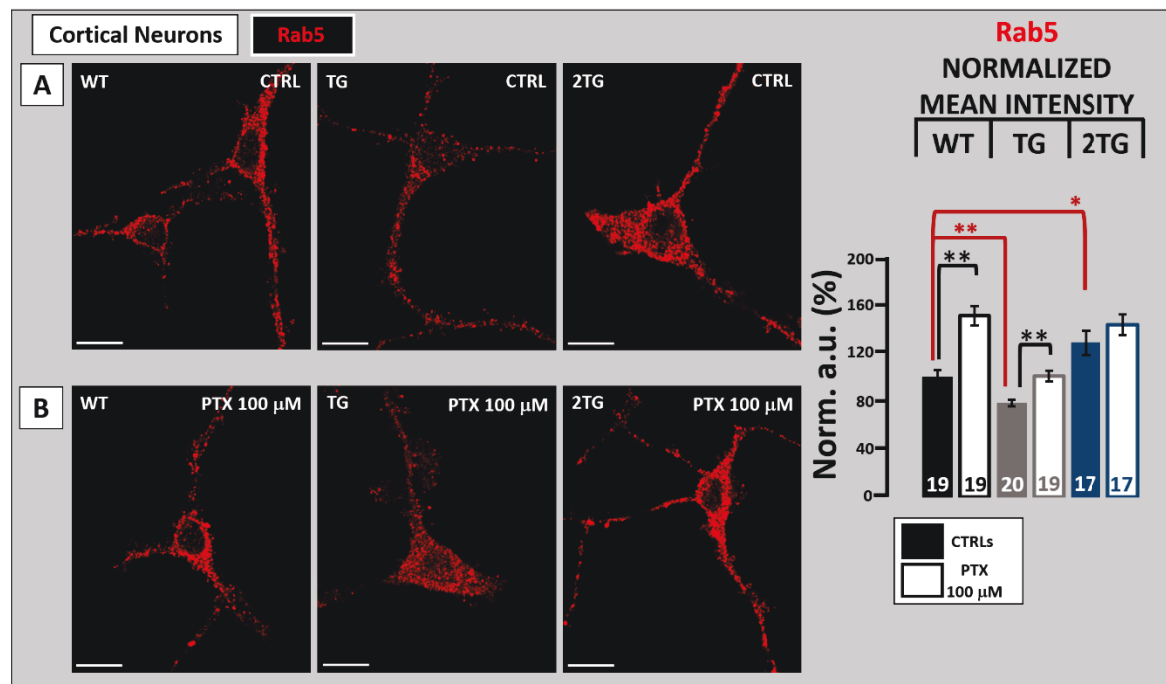 Cortical Neurons
Rab5
A
WT
CTRL
TG
CTRL
2TG
CTRL
B
WT
PTX 100 μM
TG
PTX 100 μM
2TG
PTX 100 μM
Rab5
NORMALIZED
MEAN INTENSITY
WT
TG
2TG
*
**
**
**
Norm. a.u. (%)
200
160
120
80
40
0
19
19
20
19
17
17
CTRLs
PTX
100 μM